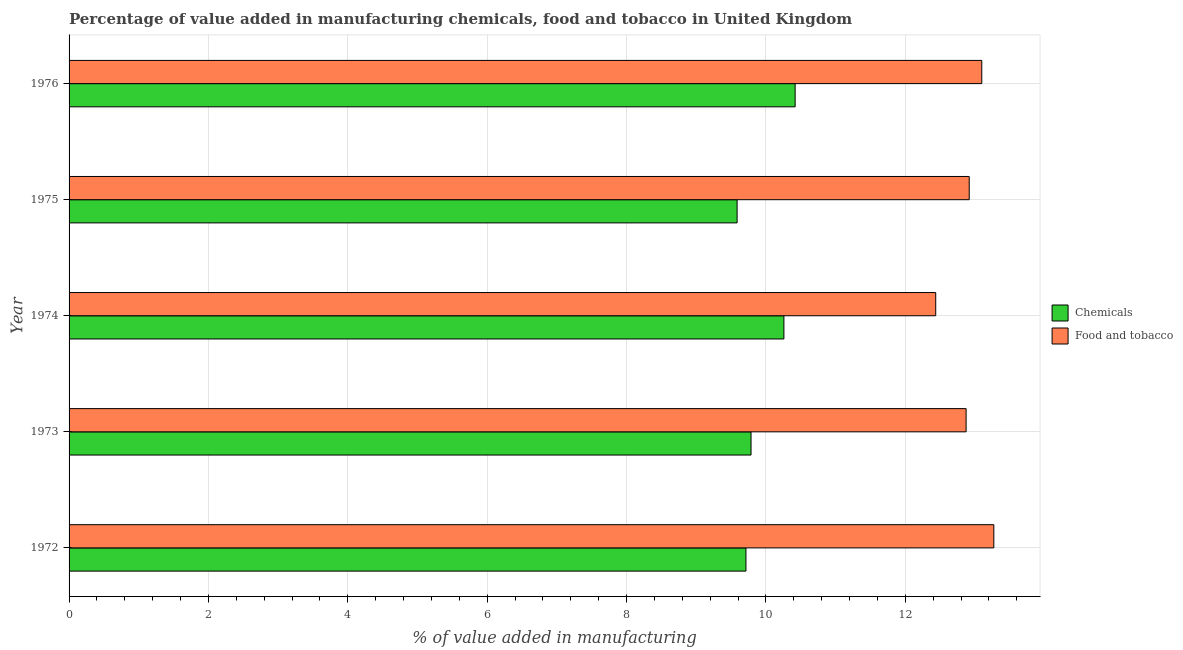 Percentage of value added in manufacturing chemicals, food and tobacco in United Kingdom
1976
1975
1974
1973
1972
Year
0 2 4 6 8 10 12
% of value added in manufacturing
Chemicals
Food and tobacco